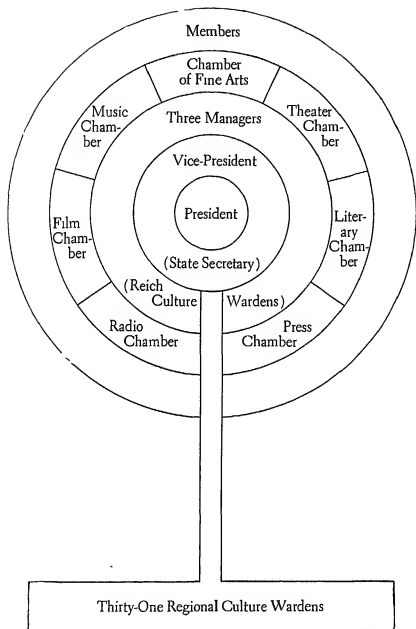 Members
Chamber
of Fine Arts
Music
Cham-
ber
Theater
Cham-
ber
Three Managers
Vice-President
President
Film
Cham-
ber
Liter-
ary
Cham-
ber
(State Secretary)
(Reich
Culture
Wardens)
Radio
Chamber
Press
Chamber
Thirty-One Regional Culture Wardens